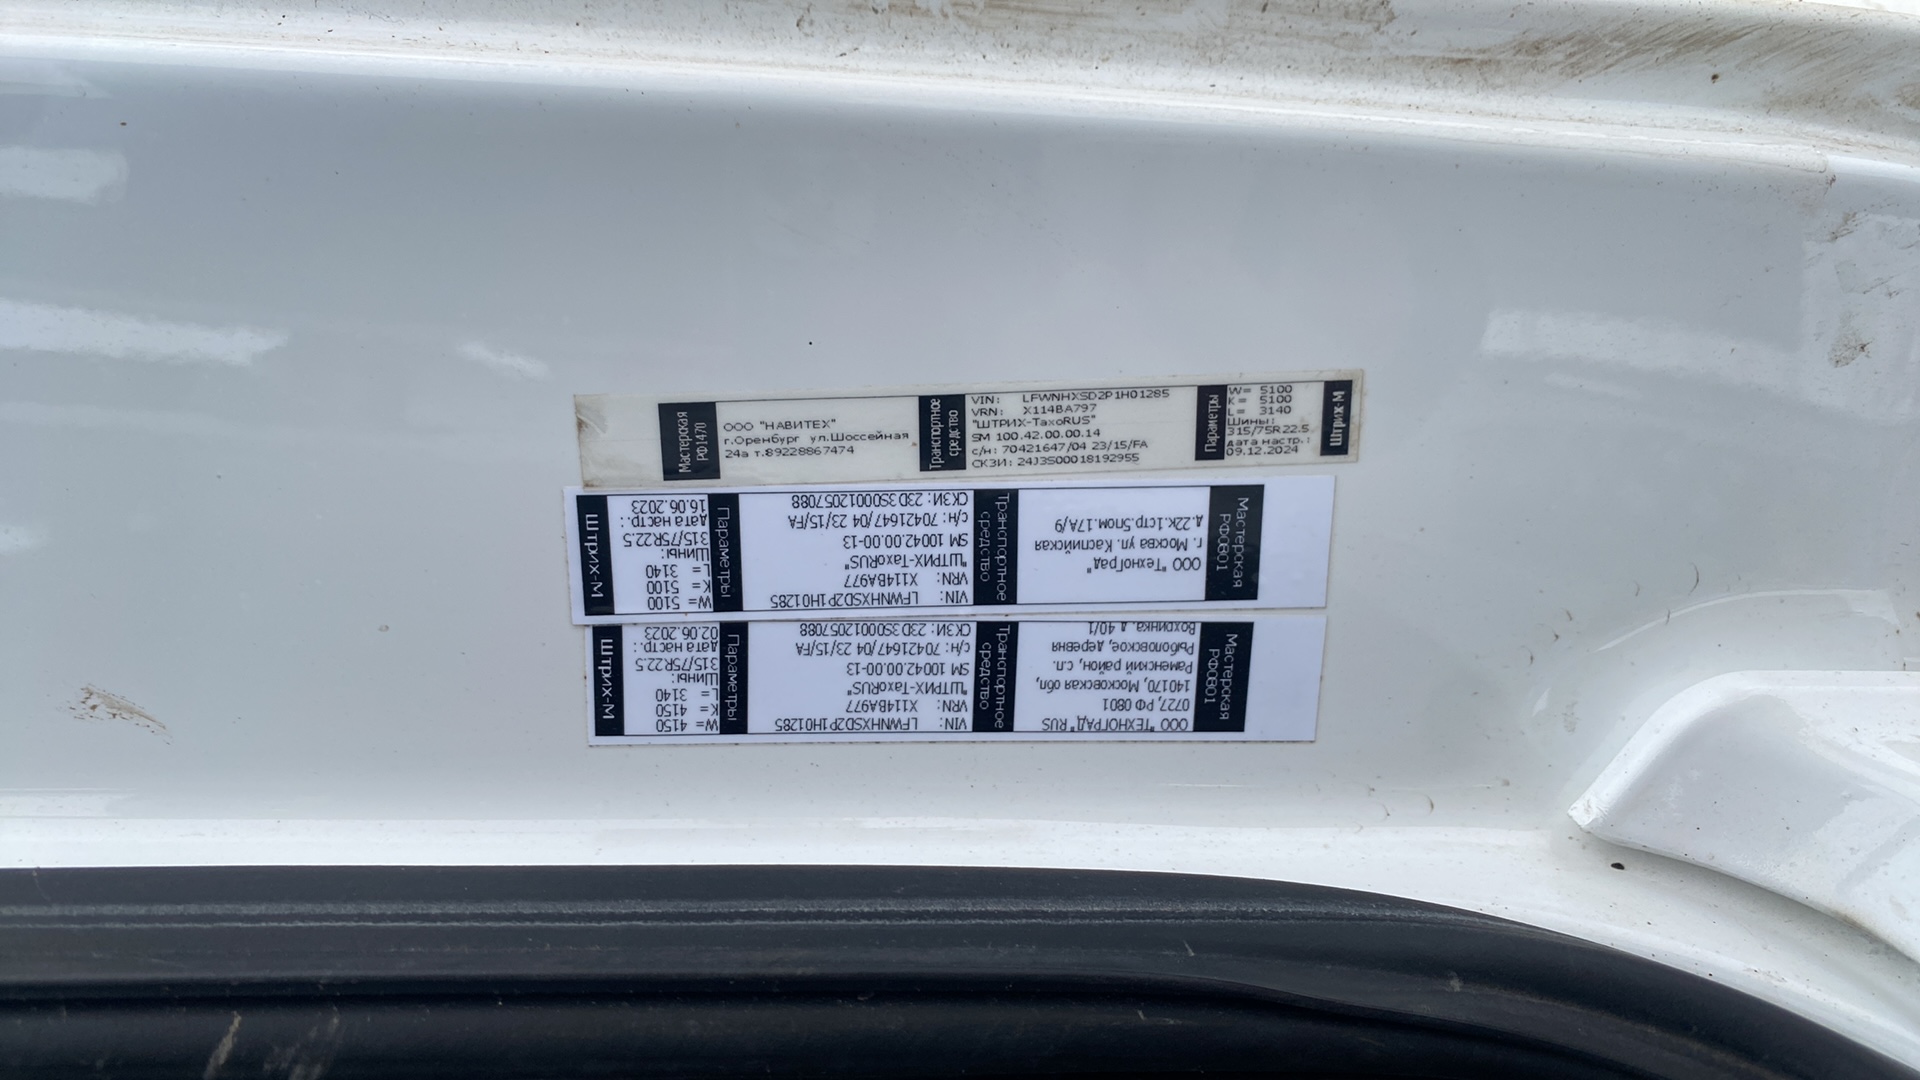 Мастерская
РФ1470
ООО "НАВИТЕХ"
г.Оренбург ул.Шоссейная
24а т.89228867474
Транспортное
средство
VIN: LFWNHXSD2P1H01285
VRN: X114BA797
"ШТРИХ-ТахоRUS"
SM 100.42.00.00.14
с/н: 70421647/04 23/15/FA
СКЗИ: 24J3S00018192955
Параметры
W= 5100
K = 5100
L = 3140
Шины:
315/75R22.5
дата настр.:
09.12.2024
Штрих-М
Мастерская
РФ0801
ООО "ТехноГрад"
г. Москва ул. Каспийская
д.22к.1стр.5пом.17А/9
Транспортное
средство
VIN: LFWNHXSD2P1H01285
VRN: X114BA977
"ШТРИХ-ТахоRUS"
SM 10042.00.00-13
с/н: 70421647/04 23/15/FA
СКЗИ: 23D3S00012057088
Параметры
W= 5100
K= 5100
L= 3140
Шины:
315/75R22.5
дата настр.:
16.06.2023
Штрих-М
Мастерская
РФ0801
ООО "ТЕХНОГРАД" RUS
0727, РФ 0801
140170, Московская обл,
Раменский район, с.п.
Рыболовское, деревня
Вохринка. д 40/1
Транспортное
средство
VIN: LFWNHXSD2P1H01285
VRN: X114BA977
"ШТРИХ-ТахоRUS"
SM 10042.00.00-13
с/н: 70421647/04 23/15/FA
СКЗИ: 23D3S00012057088
Параметры
W= 4150
K= 4150
L= 3140
Шины:
315/75R22.5
дата настр.:
02.06.2023
Штрих-М